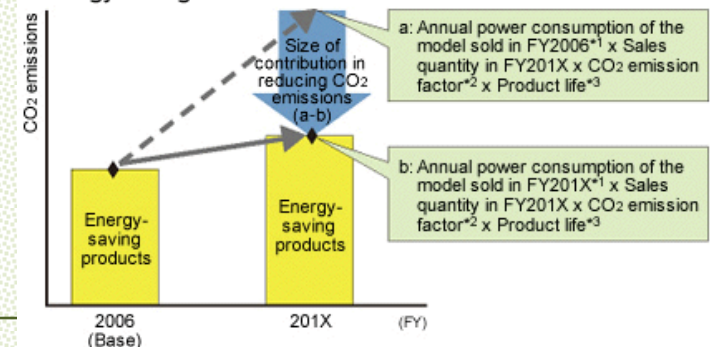 CO2 emissions
Size of
contribution in
reducing CO2
emissions
(a-b)
a: Annual power consumption of the
model sold in FY2006*1 x Sales
quantity in FY201X x CO2 emission
factor*2 x Product life*3
b: Annual power consumption of the
model sold in FY201X*1 x Sales
quantity in FY201X x CO2 emission
factor*2 x Product life*3
Energy-
saving
products
Energy-
saving
products
2006
(Base)
201X
(FY)